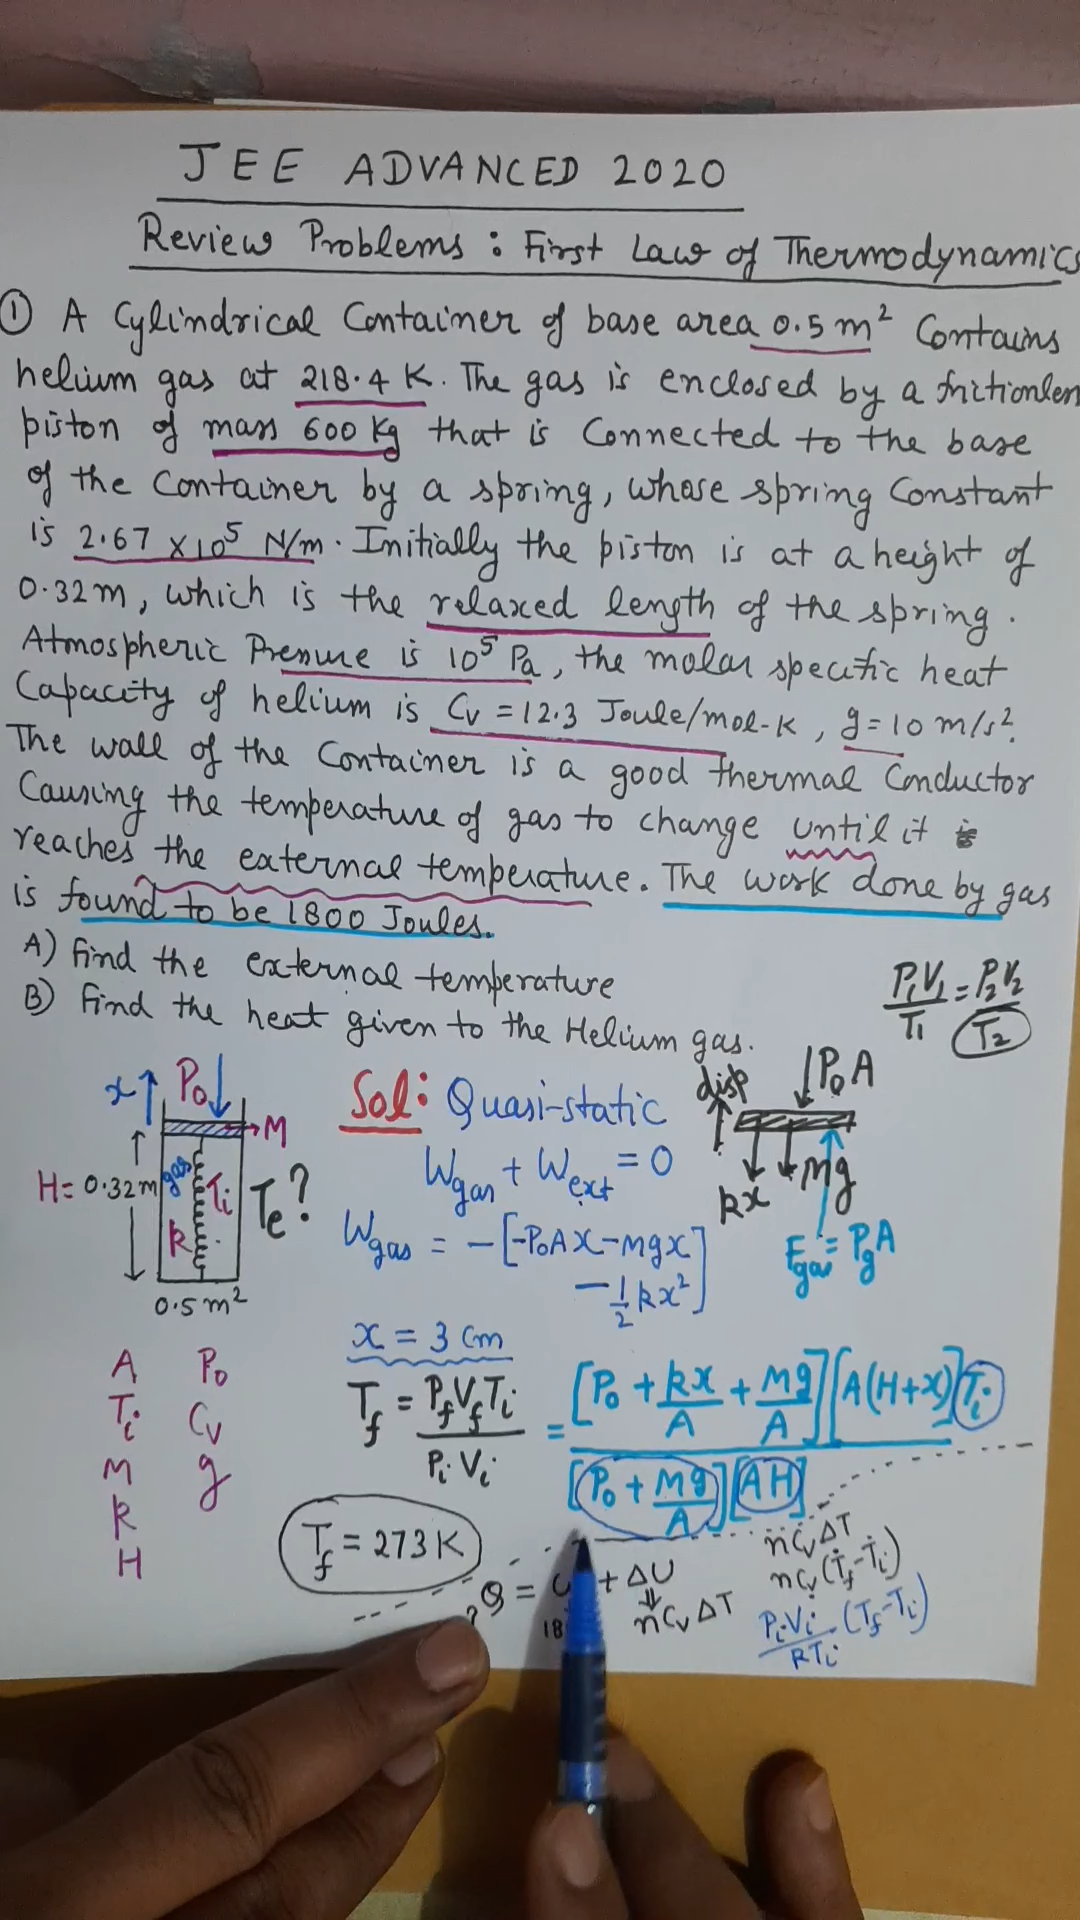 JEE ADVANCED 2020
Review Problems: First Law of Thermodynamics
① A Cylindrical Container of base area 0.5 m² Contains
helium gas at 218.4 K. The gas is enclosed by a frictionless
piston of mass 600 Kg that is Connected to the base
of the Container by a spring, whose spring Constant
is 2.67 × 10⁵ N/m. Initially the piston is at a height of
0.32m, which is the relaxed length of the spring.
Atmospheric Pressure is 10⁵ Pa, the molar specific heat
Capacity of helium is Cv = 12.3 Joule/mol-K, g = 10 m/s².
The wall of the Container is a good thermal Conductor
Causing the temperature of gas to change until it
reaches the external temperature. The work done by gas
is found to be 1800 Joules.
A) Find the external temperature
B) Find the heat given to the Helium gas.
P₁V₁/T₁ = P₂V₂/T₂
x P₀
M
H = 0.32m gas Ti Te?
k
0.5 m²
Sol: Quasi-static
Wgas + Wext = 0
Wgas = -[-P₀Ax - mgx - ½kx²]
disp P₀A
kx Mg
Fgas = PgA
x = 3 cm
Tf = PfVfTi / PiVi = [P₀ + kx/A + Mg/A][A(H+x)]Ti / [P₀ + Mg/A][AH]
A P₀
Ti Cv
M g
k
H
Tf = 273 K
? Q = + ΔU
18
nCvΔT
nCvΔT
nCv(Tf - Ti)
PiVi/RTi (Tf - Ti)